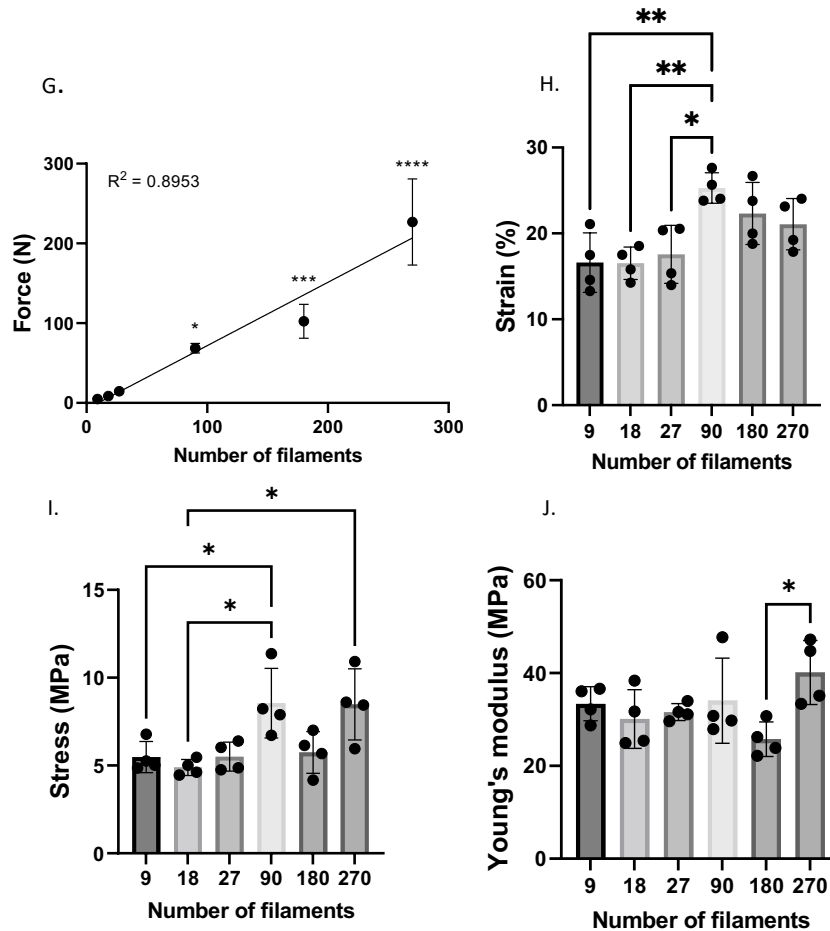 G.
R² = 0.8953
****
***
*
300
200
100
0
Force (N)
0 100 200 300
Number of filaments
H.
**
**
*
30
20
10
0
Strain (%)
9 18 27 90 180 270
Number of filaments
I.
*
*
*
15
10
5
0
Stress (MPa)
9 18 27 90 180 270
Number of filaments
J.
*
60
40
20
0
Young's modulus (MPa)
9 18 27 90 180 270
Number of filaments